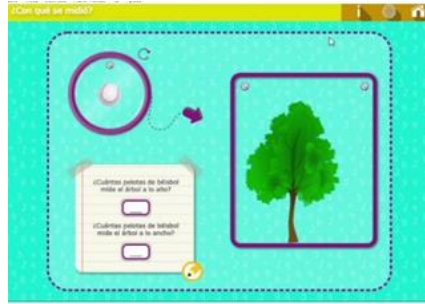 ¿Con qué se midió?
¿Cuántas pelotas de béisbol
mide el árbol a lo alto?
¿Cuántas pelotas de béisbol
mide el árbol a lo ancho?